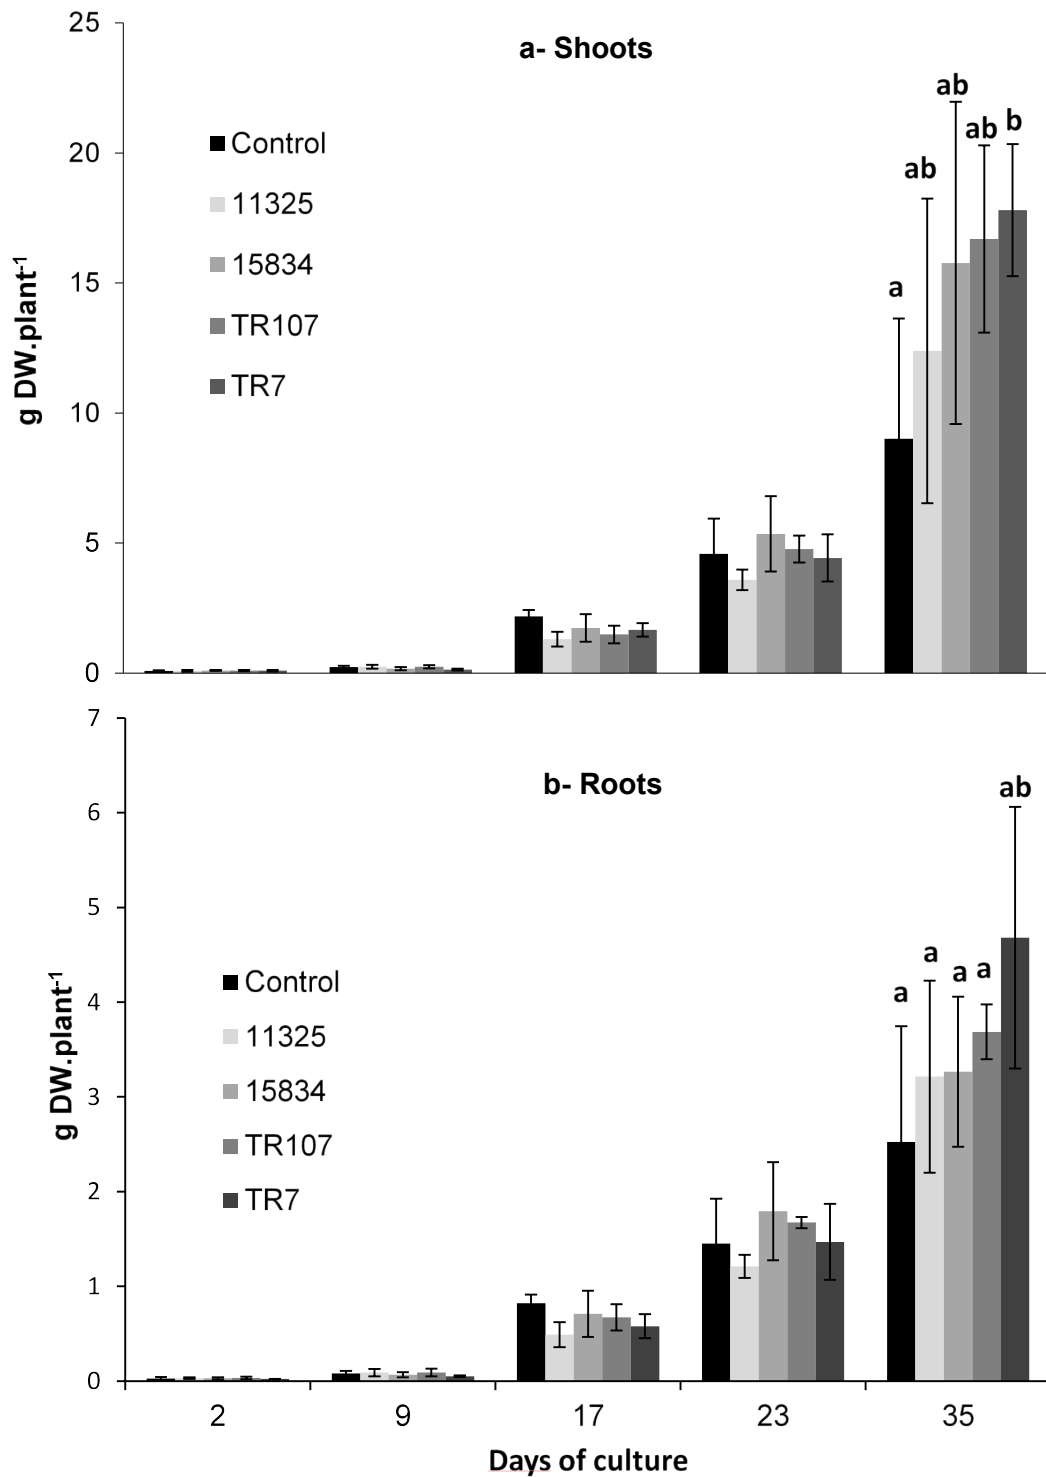 25
a- Shoots
ab
ab b
Control
20
ab
11325
15834
15
a
TR107
g DW.plant-1
TR7
10
5
0
7
b- Roots
ab
6
5
a
a a
Control
a
4
11325
g DW.plant-1
15834
3
TR107
TR7
2
1
0
2 9 17 23 35
Days of culture